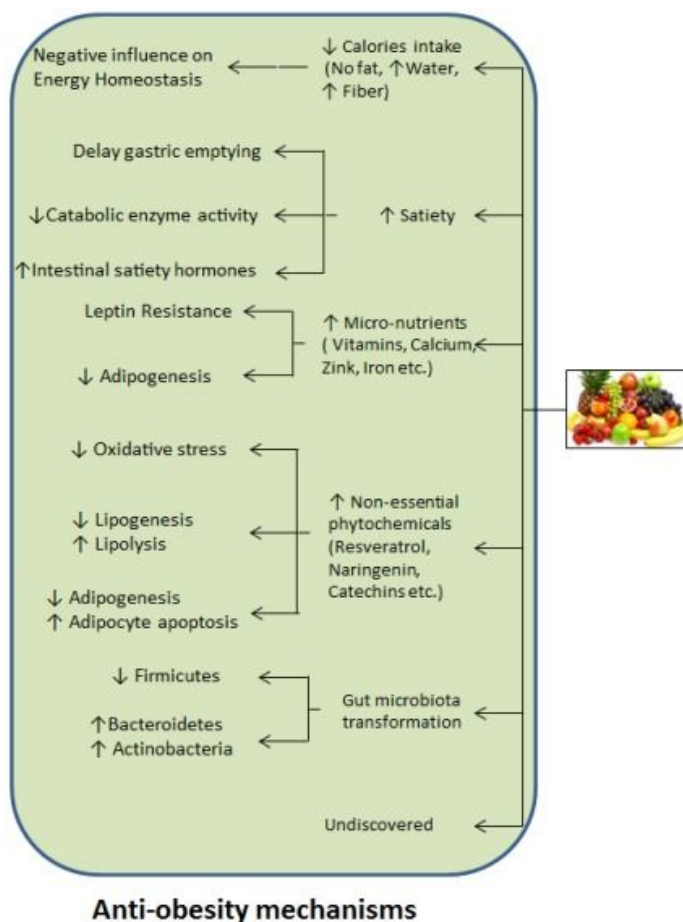 Negative influence on
Energy Homeostasis
↓ Calories intake
(No fat, ↑Water,
↑ Fiber)
Delay gastric emptying
↓Catabolic enzyme activity
↑Intestinal satiety hormones
↑ Satiety
Leptin Resistance
↓ Adipogenesis
↑ Micro-nutrients
( Vitamins, Calcium,
Zink, Iron etc.)
↓ Oxidative stress
↓ Lipogenesis
↑ Lipolysis
↓ Adipogenesis
↑ Adipocyte apoptosis
↑ Non-essential
phytochemicals
(Resveratrol,
Naringenin,
Catechins etc.)
↓ Firmicutes
↑Bacteroidetes
↑ Actinobacteria
Gut microbiota
transformation
Undiscovered
Anti-obesity mechanisms